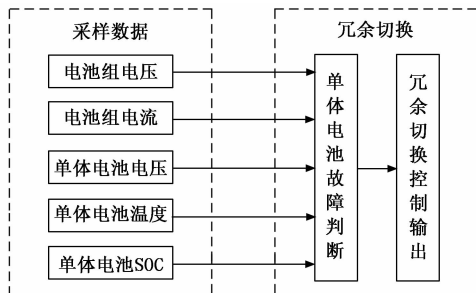 采样数据
电池组电压
电池组电流
单体电池电压
单体电池温度
单体电池SOC
冗余切换
单体电池故障判断
冗余切换控制输出